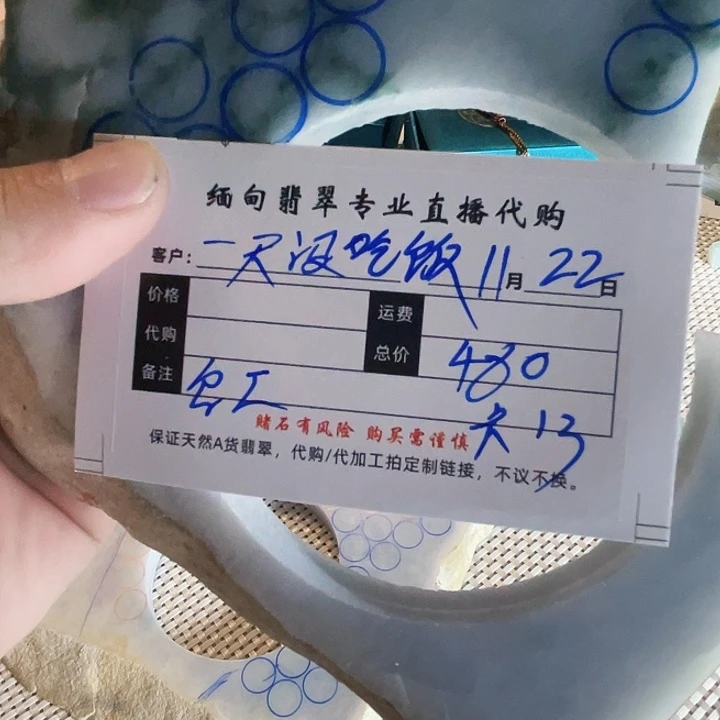 缅甸翡翠专业直播代购
客户：一天没吃饭 11月22日
价格 运费
代购 总价 480
备注 包工
赌石有风险 购买需谨慎
保证天然A货翡翠，代购/代加工拍定制链接，不议不换。